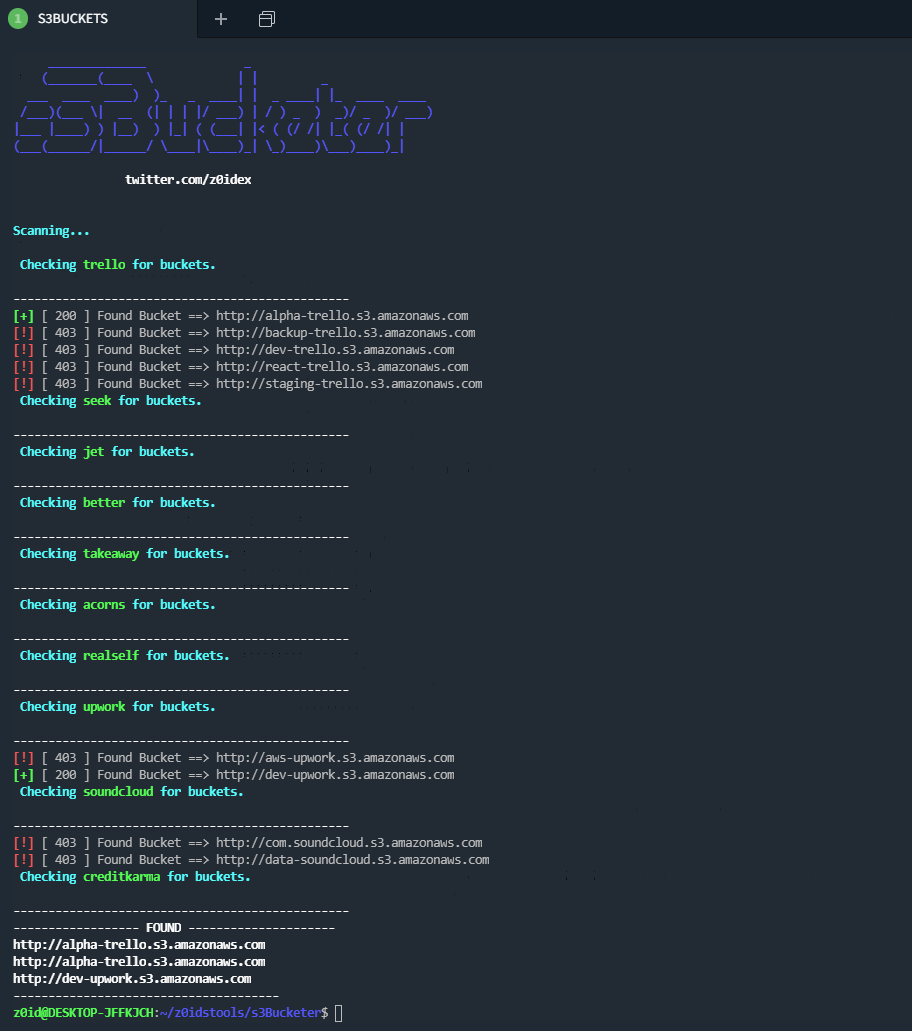 1 S3BUCKETS
s3Bucketer
twitter.com/z0idex
Scanning...
Checking trello for buckets.
------------------------------------------------
[+] [ 200 ] Found Bucket ==> http://alpha-trello.s3.amazonaws.com
[!] [ 403 ] Found Bucket ==> http://backup-trello.s3.amazonaws.com
[!] [ 403 ] Found Bucket ==> http://dev-trello.s3.amazonaws.com
[!] [ 403 ] Found Bucket ==> http://react-trello.s3.amazonaws.com
[!] [ 403 ] Found Bucket ==> http://staging-trello.s3.amazonaws.com
Checking seek for buckets.
------------------------------------------------
Checking jet for buckets.
------------------------------------------------
Checking better for buckets.
------------------------------------------------
Checking takeaway for buckets.
------------------------------------------------
Checking acorns for buckets.
------------------------------------------------
Checking realself for buckets.
------------------------------------------------
Checking upwork for buckets.
------------------------------------------------
[!] [ 403 ] Found Bucket ==> http://aws-upwork.s3.amazonaws.com
[+] [ 200 ] Found Bucket ==> http://dev-upwork.s3.amazonaws.com
Checking soundcloud for buckets.
------------------------------------------------
[!] [ 403 ] Found Bucket ==> http://com.soundcloud.s3.amazonaws.com
[!] [ 403 ] Found Bucket ==> http://data-soundcloud.s3.amazonaws.com
Checking creditkarma for buckets.
------------------------------------------------
------------------ FOUND ---------------------
http://alpha-trello.s3.amazonaws.com
http://alpha-trello.s3.amazonaws.com
http://dev-upwork.s3.amazonaws.com
--------------------------------------
z0id@DESKTOP-JFFKJCH:~/z0idstools/s3Bucketer$